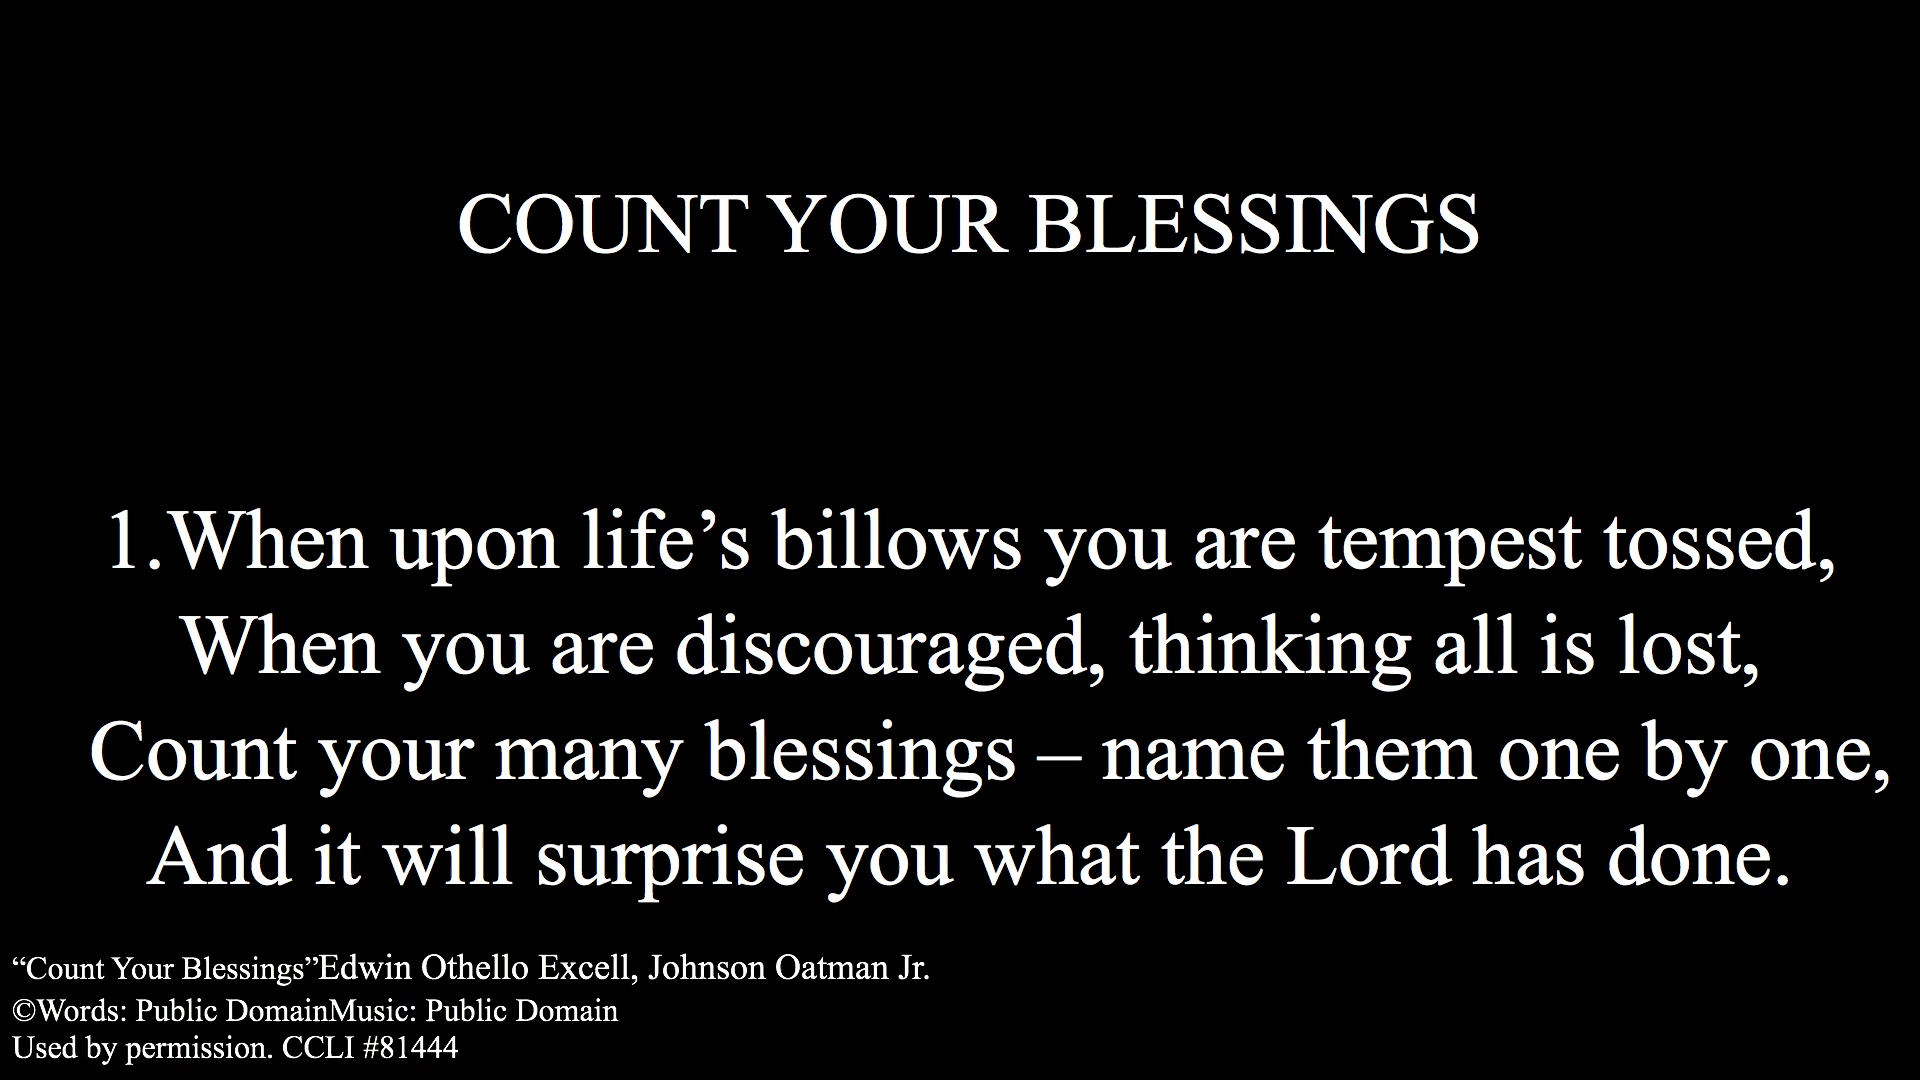 COUNT YOUR BLESSINGS
1.When upon life’s billows you are tempest tossed,
When you are discouraged, thinking all is lost,
Count your many blessings – name them one by one,
And it will surprise you what the Lord has done.
“Count Your Blessings”Edwin Othello Excell, Johnson Oatman Jr.
©Words: Public DomainMusic: Public Domain
Used by permission. CCLI #81444